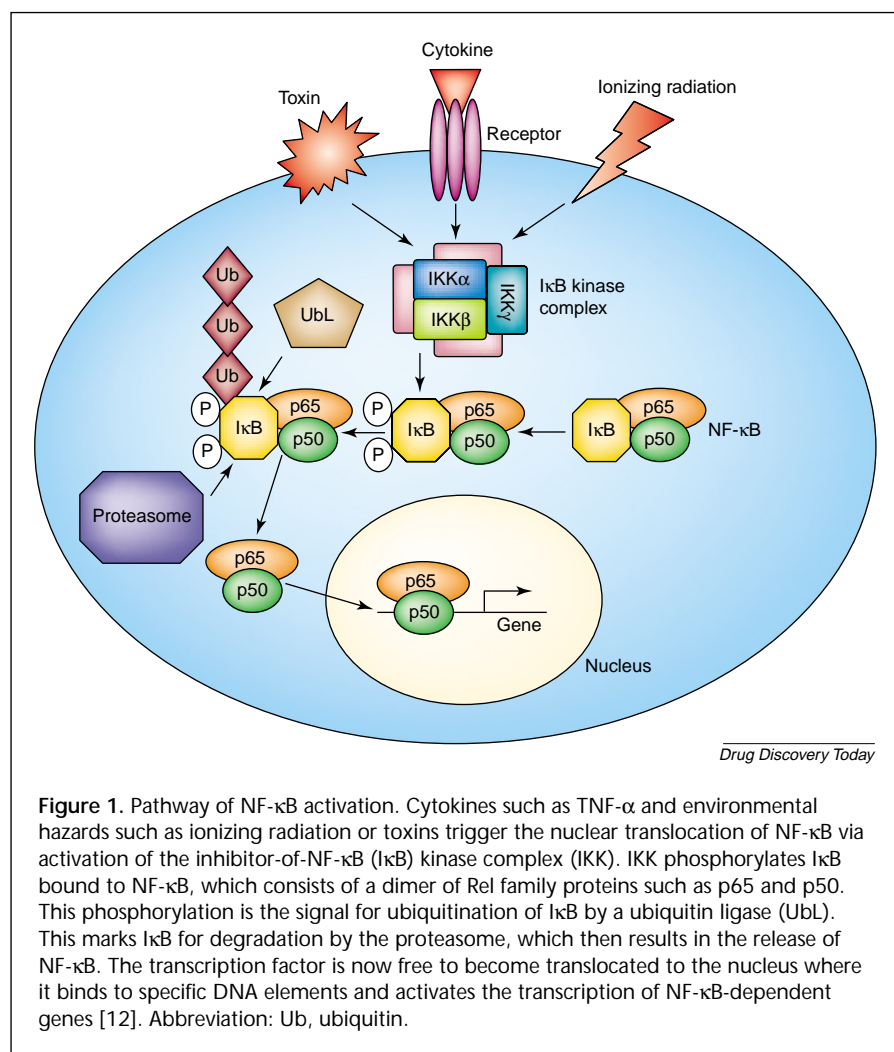 Cytokine
Toxin
Ionizing radiation
Receptor
IKKα
IKKβ
IKKγ
IκB kinase
complex
Ub
Ub
Ub
UbL
P
P
IκB
p65
p50
P
P
IκB
p65
p50
IκB
p65
p50
NF-κB
Proteasome
p65
p50
p65
p50
Gene
Nucleus
Drug Discovery Today
Figure 1. Pathway of NF-κB activation. Cytokines such as TNF-α and environmental
hazards such as ionizing radiation or toxins trigger the nuclear translocation of NF-κB via
activation of the inhibitor-of-NF-κB (IκB) kinase complex (IKK). IKK phosphorylates IκB
bound to NF-κB, which consists of a dimer of Rel family proteins such as p65 and p50.
This phosphorylation is the signal for ubiquitination of IκB by a ubiquitin ligase (UbL).
This marks IκB for degradation by the proteasome, which then results in the release of
NF-κB. The transcription factor is now free to become translocated to the nucleus where
it binds to specific DNA elements and activates the transcription of NF-κB-dependent
genes [12]. Abbreviation: Ub, ubiquitin.